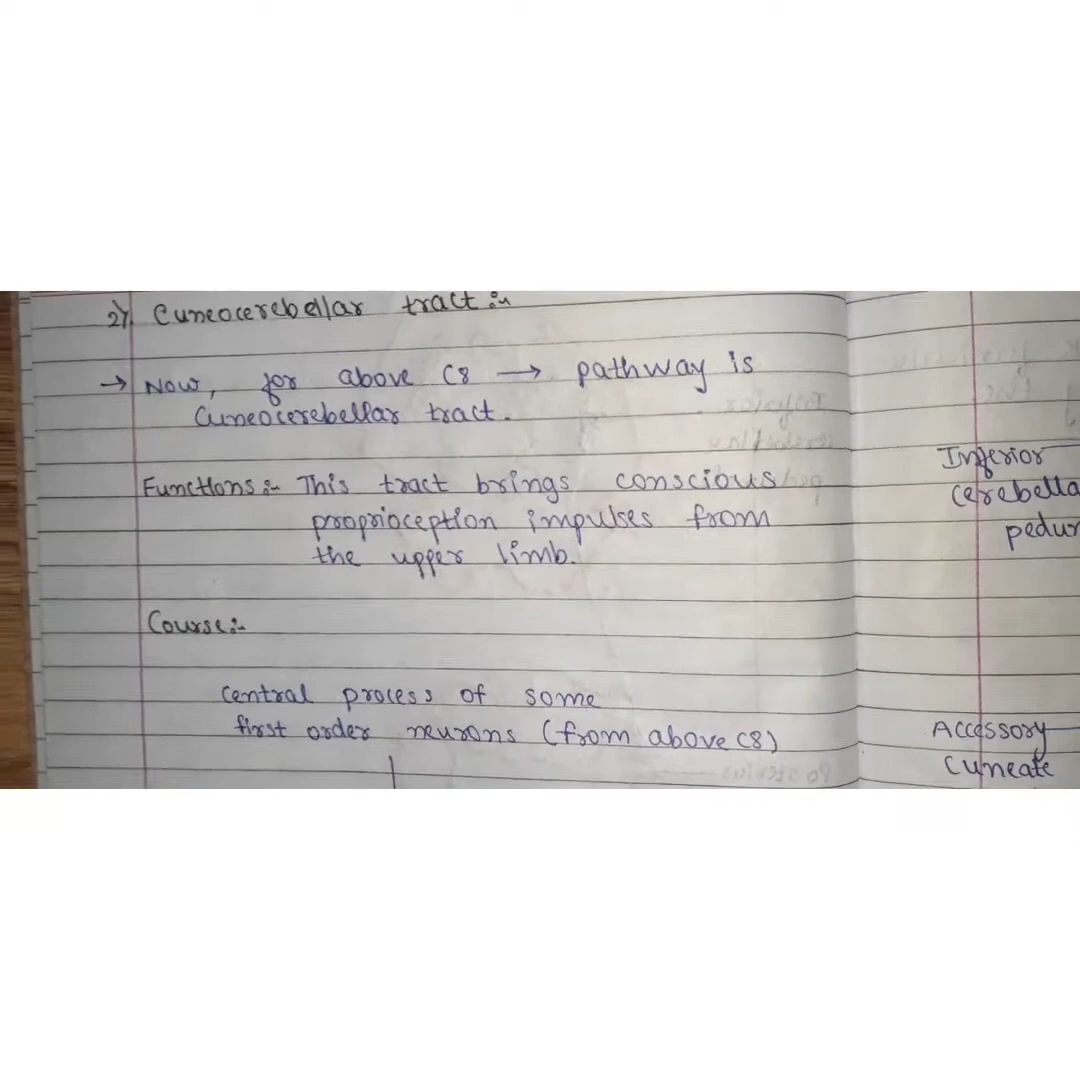 2) Cuneocerebellar tract :-
→ Now, for above C8 → pathway is
Cuneocerebellar tract.
Functions :- This tract brings conscious
proprioception impulses from
the upper limb.
Course :-
Central process of some
first order neurons (from above C8)
Inferior
cerebella
pedun
Accessory
Cuneate